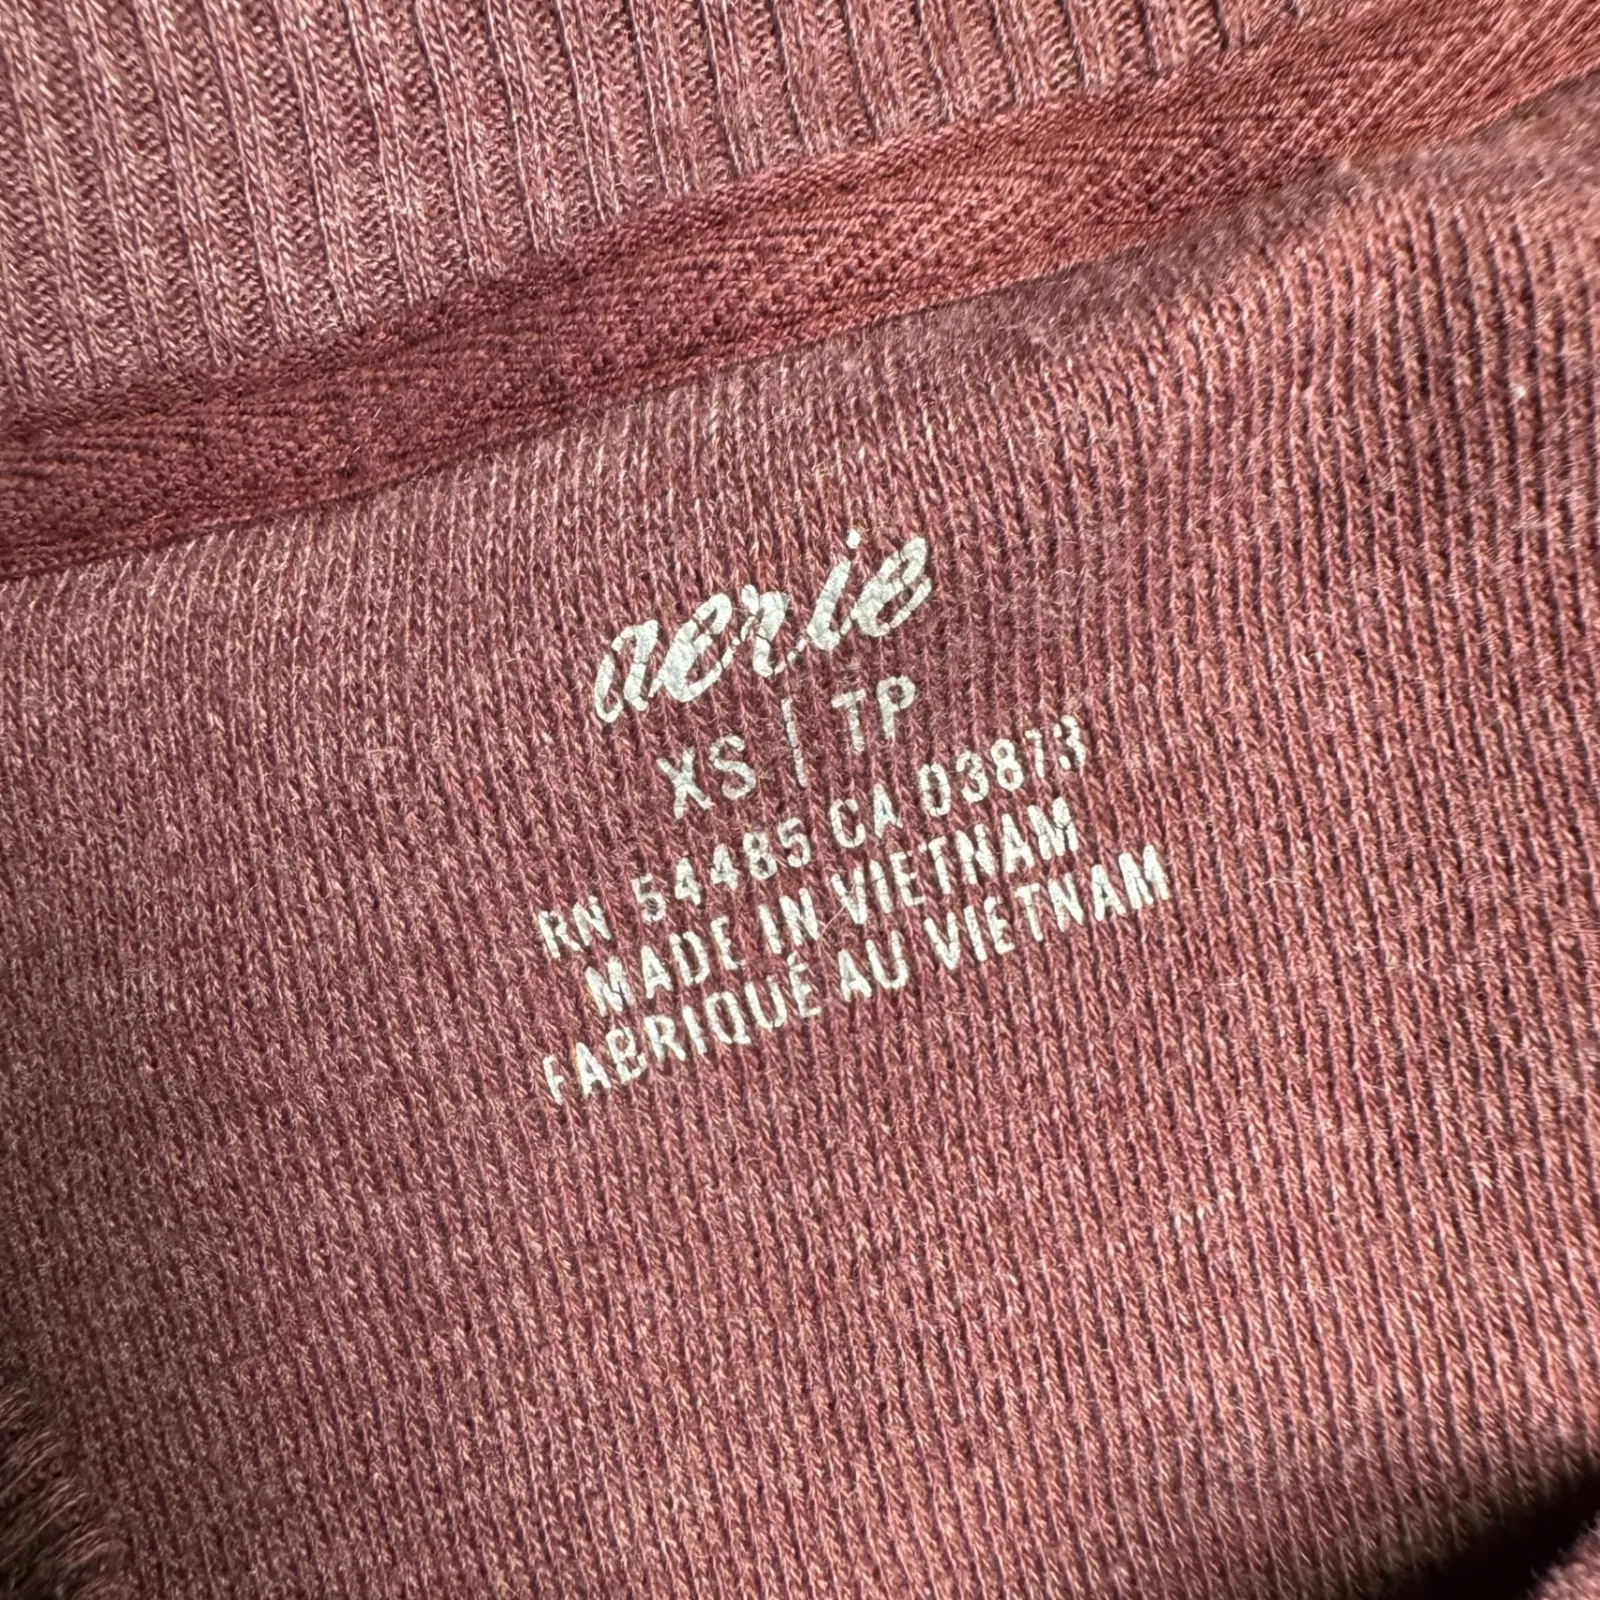 aerie
XS | TP
RN 54485 CA 03873
MADE IN VIETNAM
FABRIQUÉ AU VIETNAM